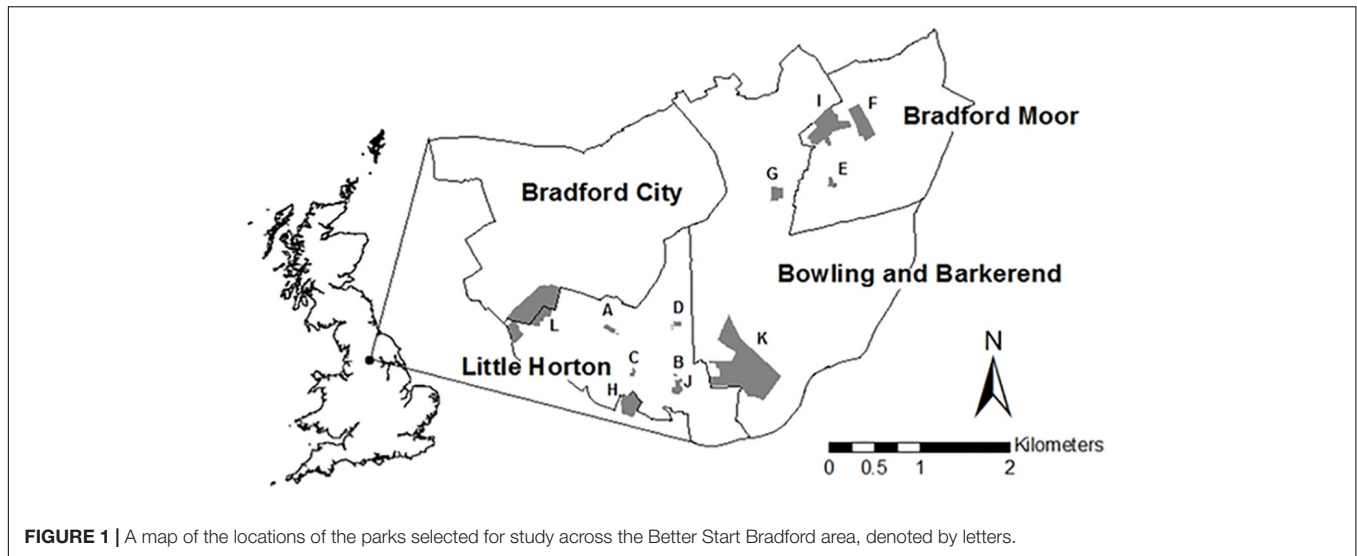 I F
Bradford Moor
G E
Bradford City
Bowling and Barkerend
A D
L K
C B
Little Horton
J
H
N
Kilometers
0 0.5 1 2
FIGURE 1 | A map of the locations of the parks selected for study across the Better Start Bradford area, denoted by letters.